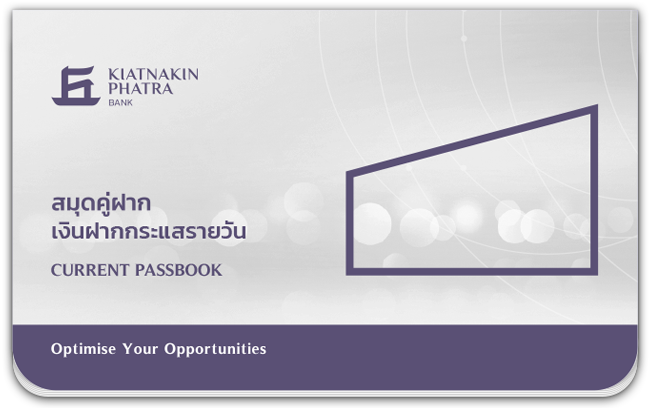 KIATNAKIN
PHATRA
BANK
สมุดคู่ฝาก
เงินฝากกระแสรายวัน
CURRENT PASSBOOK
Optimise Your Opportunities